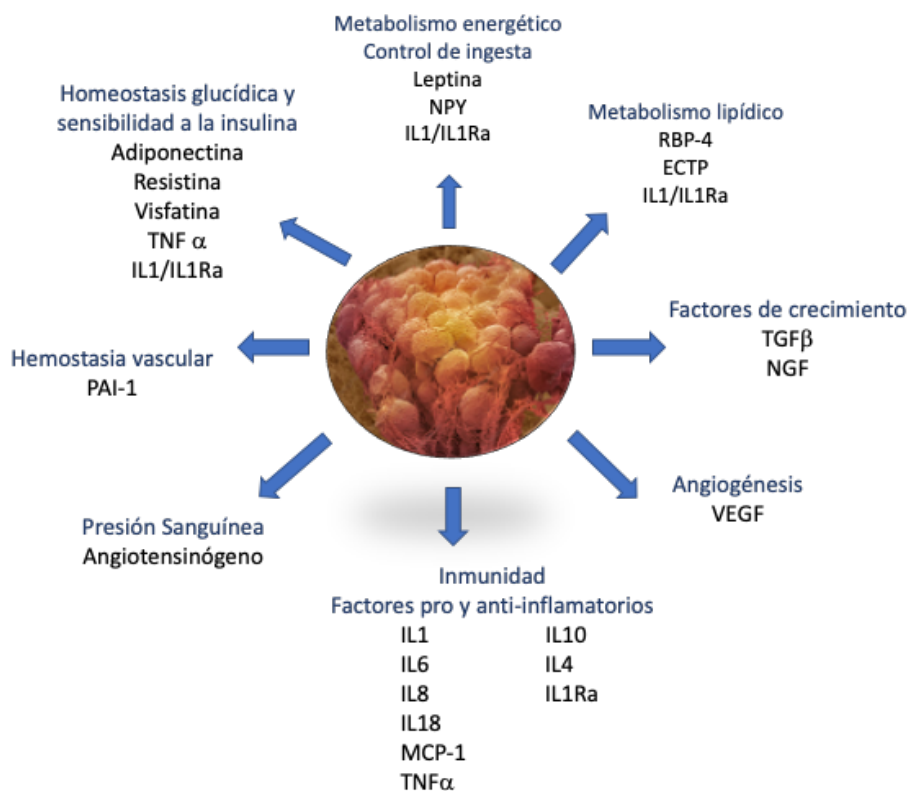 Metabolismo energético
Control de ingesta
Leptina
NPY
IL1/IL1Ra
Homeostasis glucídica y
sensibilidad a la insulina
Adiponectina
Resistina
Visfatina
TNF α
IL1/IL1Ra
Metabolismo lipídico
RBP-4
ECTP
IL1/IL1Ra
Factores de crecimiento
TGFβ
NGF
Hemostasia vascular
PAI-1
Angiogénesis
VEGF
Presión Sanguínea
Angiotensinógeno
Inmunidad
Factores pro y anti-inflamatorios
IL1 IL10
IL6 IL4
IL8 IL1Ra
IL18
MCP-1
TNFα